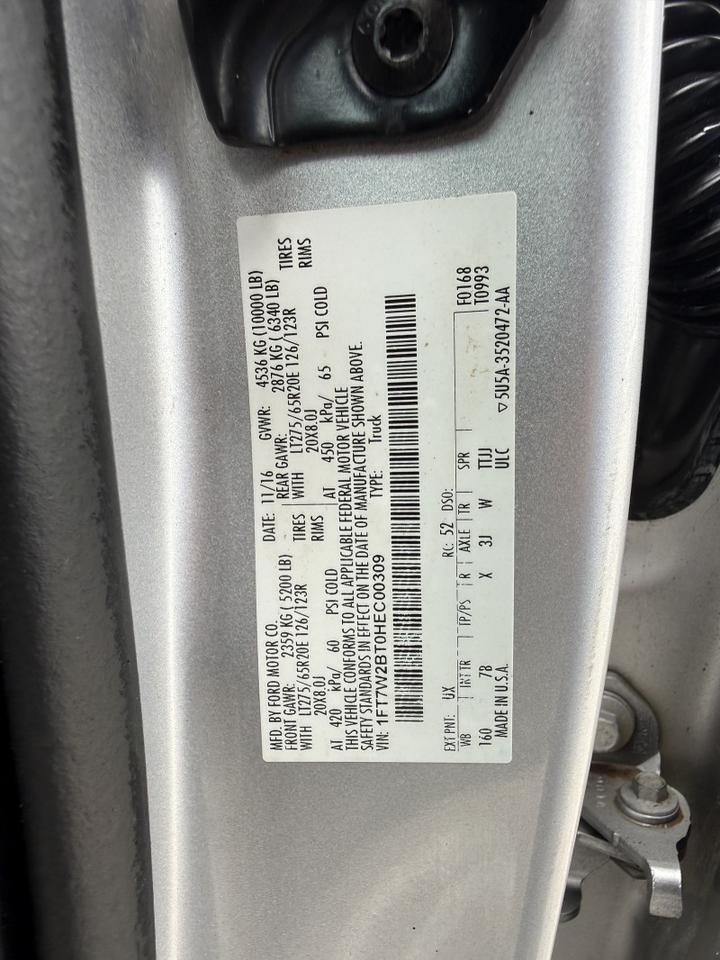 MFD. BY FORD MOTOR CO.
DATE: 11/16 GVWR: 4536 KG (10000 LB)
FRONT GAWR: 2359 KG ( 5200 LB) REAR GAWR: 2876 KG ( 6340 LB)
WITH LT275/65R20E 126/123R TIRES WITH LT275/65R20E 126/123R TIRES
20X8.0J RIMS 20X8.0J RIMS
AT 420 kPa/ 60 PSI COLD AT 450 kPa/ 65 PSI COLD
THIS VEHICLE CONFORMS TO ALL APPLICABLE FEDERAL MOTOR VEHICLE
SAFETY STANDARDS IN EFFECT ON THE DATE OF MANUFACTURE SHOWN ABOVE.
VIN: 1FT7W2BT0HEC00309 TYPE: Truck
EXT PNT: UX RC: 52 DSO:
WB INT TR TP/PS R AXLE TR SPR F0168
160 7B X 3J W TTJJ T0993
MADE IN U.S.A. ULC ▽5U5A-3520472-AA